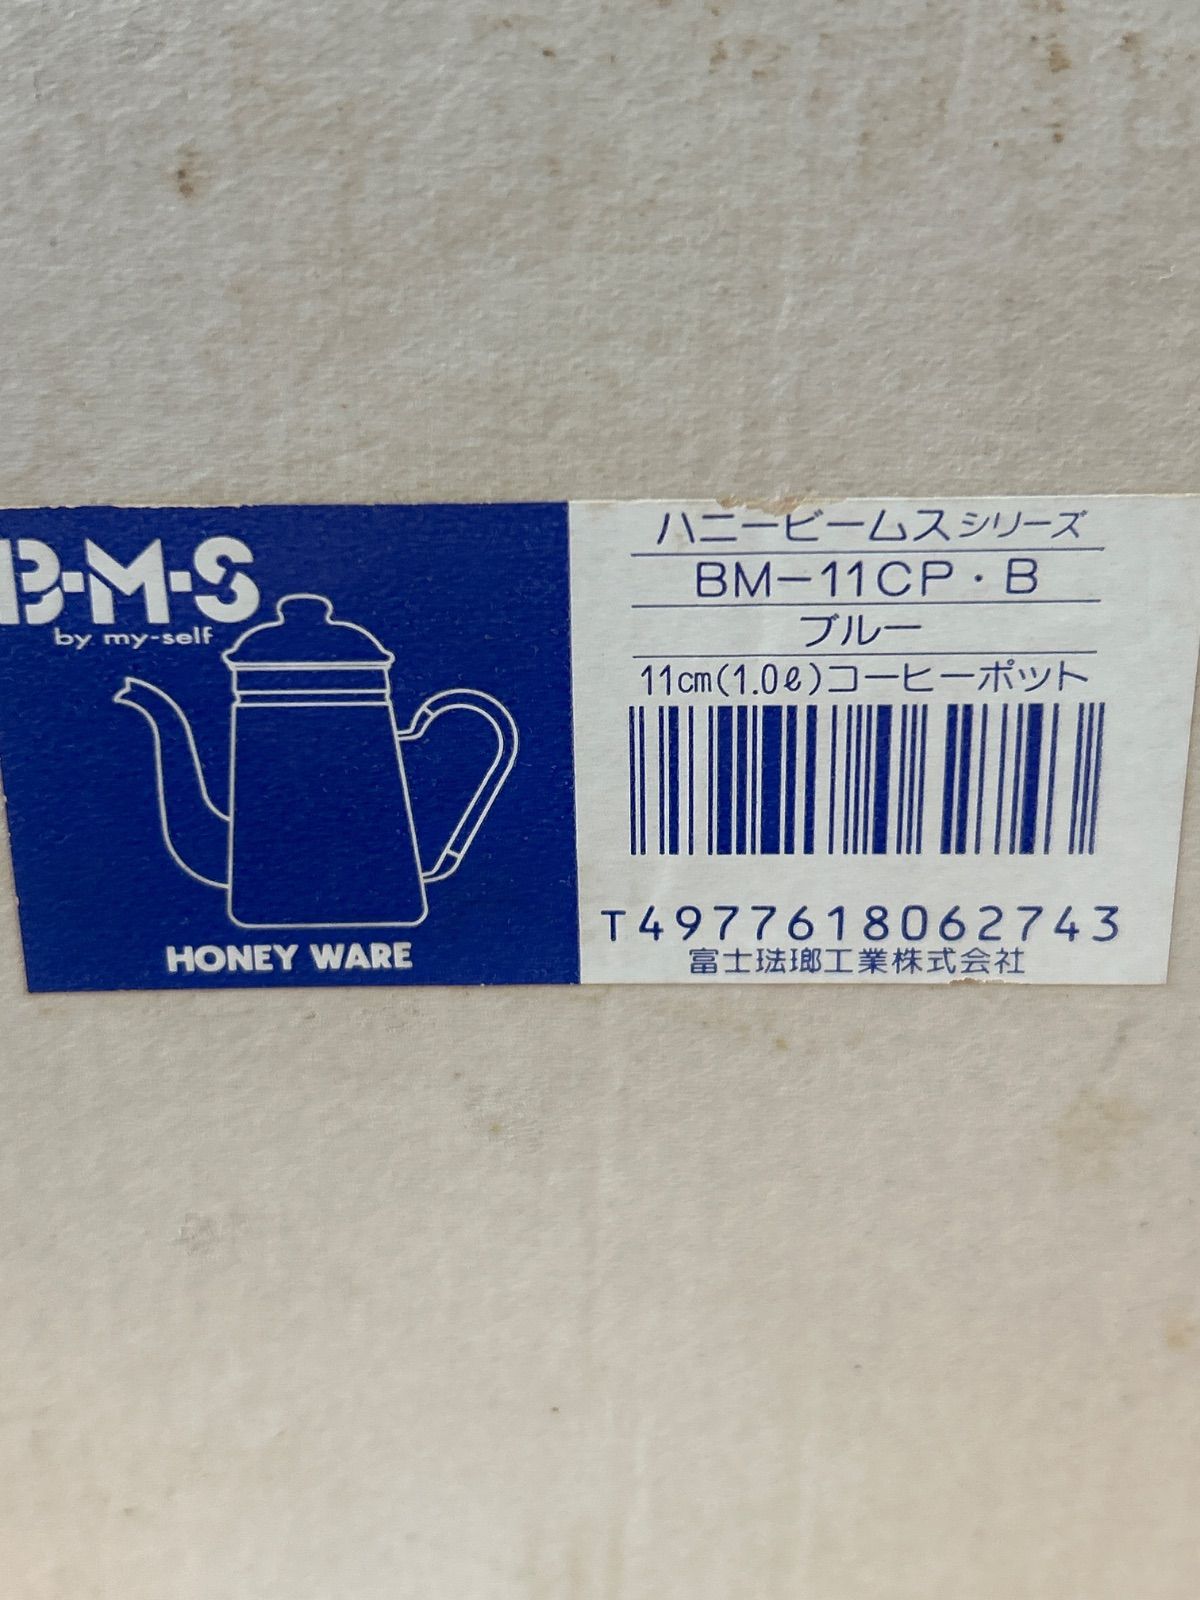 B·M·S
by my-self
HONEY WARE
ハニービームスシリーズ
BM-11CP・B
ブルー
11cm(1.0ℓ)コーヒーポット
T4977618062743
富士琺瑯工業株式会社